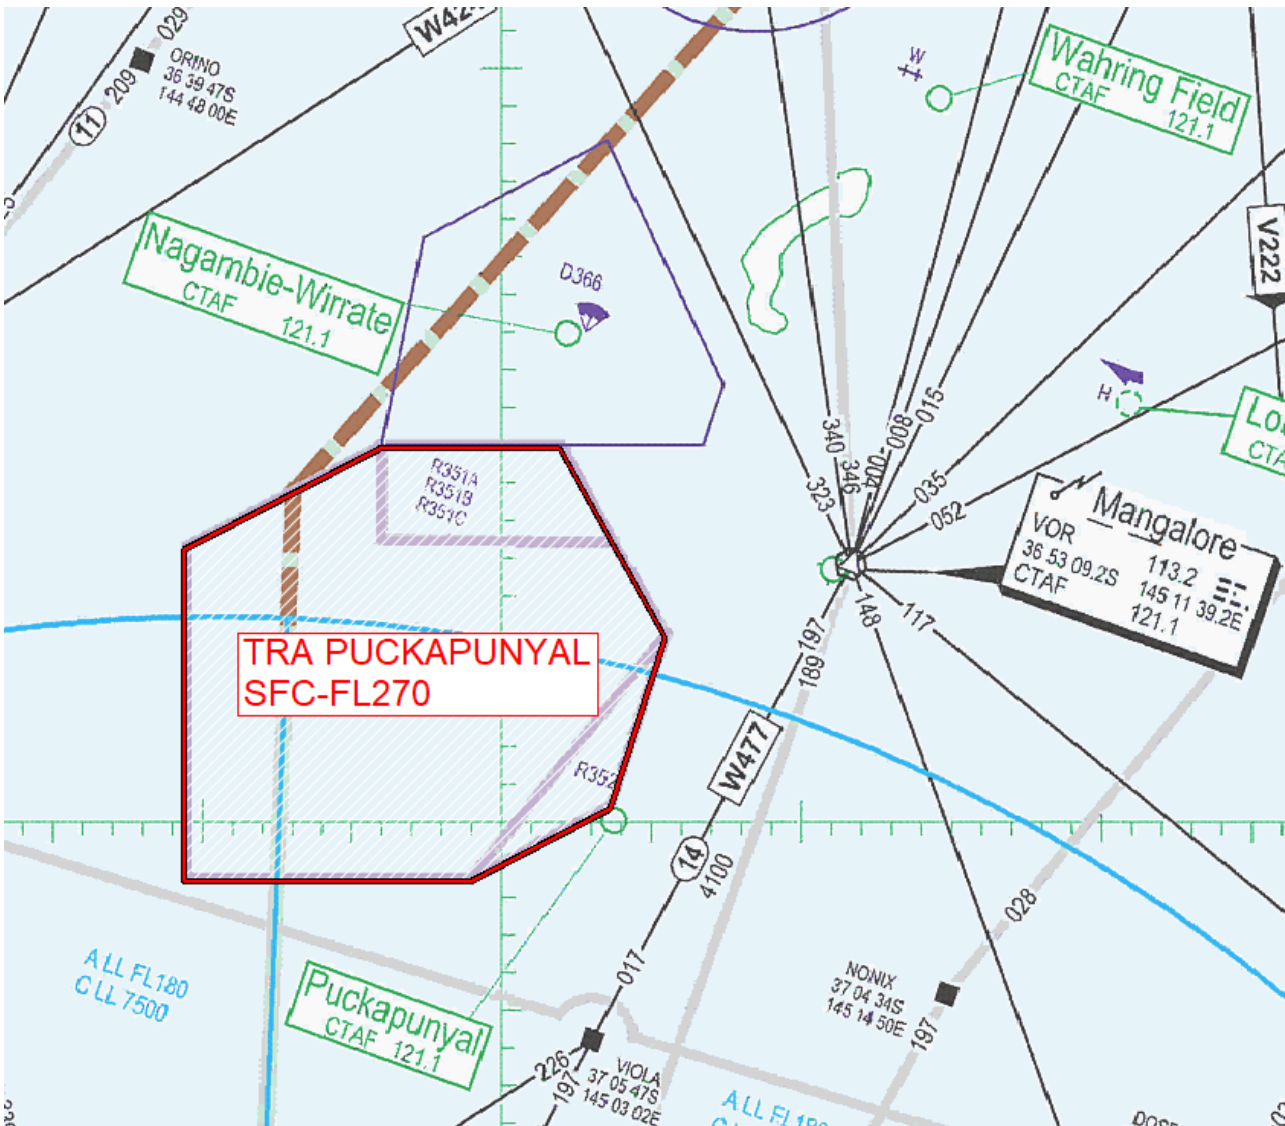 W42
029
ORINO
36 39 47S
144 48 00E
209
11
W
Wahring Field
CTAF 121.1
Nagambie-Wirrate
CTAF 121.1
D366
V222
H
R351A
R351B
R351C
340
346
323
004
008
015
035
052
Mangalore
VOR 113.2
36 53 09.2S 145 11 39.2E
CTAF 121.1
148
117
197
189
TRA PUCKAPUNYAL
SFC-FL270
R352
W477
14
4100
028
A LL FL180
C LL 7500
017
NONIX
37 04 34S
145 14 50E
197
Puckapunyal
CTAF 121.1
226
197
VIOLA
37 05 47S
145 03 02E
A LL FL180